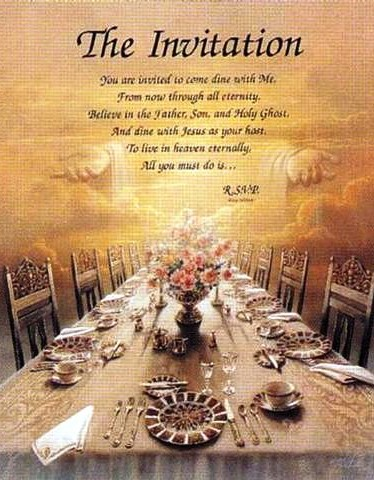 The Invitation
You are invited to come dine with Me,
From now through all eternity.
Believe in the Father, Son, and Holy Ghost.
And dine with Jesus as your host.
To live in heaven eternally,
All you must do is...
R.S.V.P.